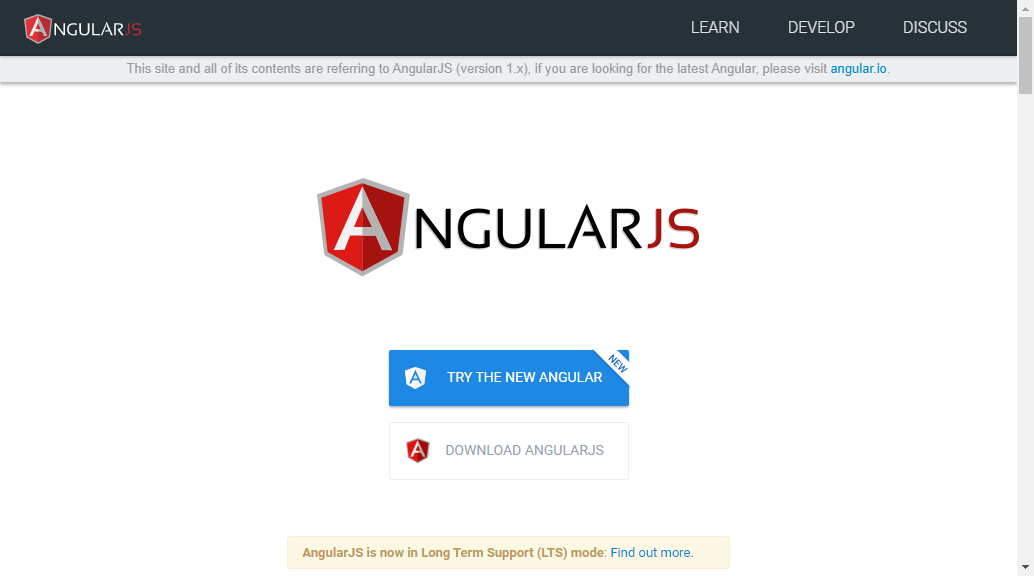 NGULARJS
LEARN DEVELOP DISCUSS
This site and all of its contents are referring to AngularJS (version 1.x), if you are looking for the latest Angular, please visit angular.io.
ANGULARJS
NEW
TRY THE NEW ANGULAR
DOWNLOAD ANGULARJS
AngularJS is now in Long Term Support (LTS) mode: Find out more.